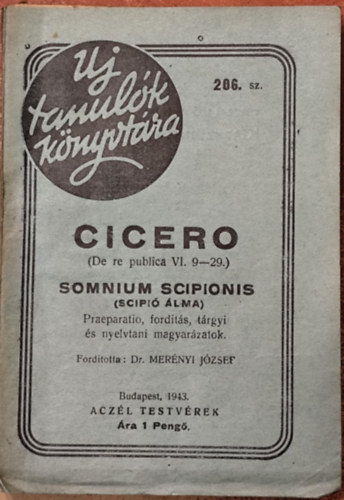 Uj
tanulók
könyvtára
206. sz.
CICERO
(De re publica VI. 9—29.)
SOMNIUM SCIPIONIS
(SCIPIÓ ÁLMA)
Praeparatio, fordítás, tárgyi
és nyelvtani magyarázatok.
Fordította: Dr. MERÉNYI JÓZSEF
Budapest, 1943.
ACZÉL TESTVÉREK
Ára 1 Pengő.